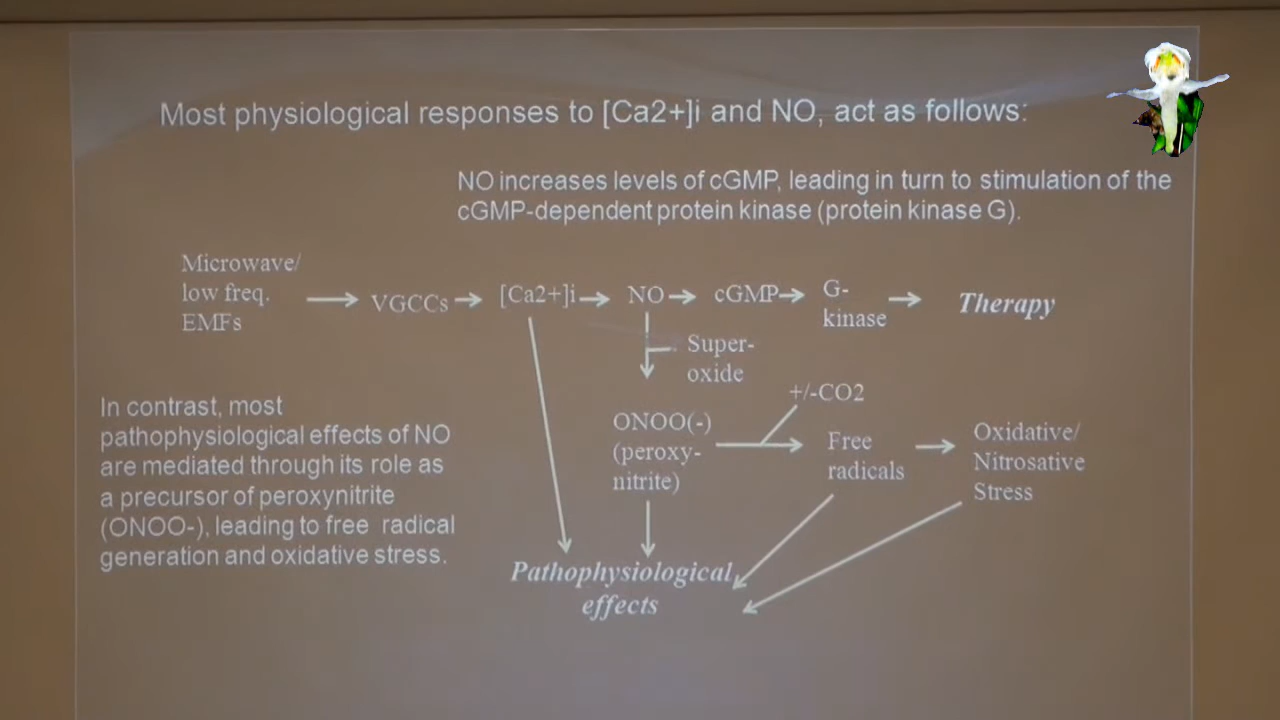 Most physiological responses to [Ca2+]i and NO, act as follows:
NO increases levels of cGMP, leading in turn to stimulation of the
cGMP-dependent protein kinase (protein kinase G).
Microwave/
low freq.
EMFs
VGCCs
[Ca2+]i
NO
cGMP
G-
kinase
Therapy
Super-
oxide
In contrast, most
pathophysiological effects of NO
are mediated through its role as
a precursor of peroxynitrite
(ONOO-), leading to free radical
generation and oxidative stress.
ONOO(-)
(peroxy-
nitrite)
+/-CO2
Free
radicals
Oxidative/
Nitrosative
Stress
Pathophysiological
effects